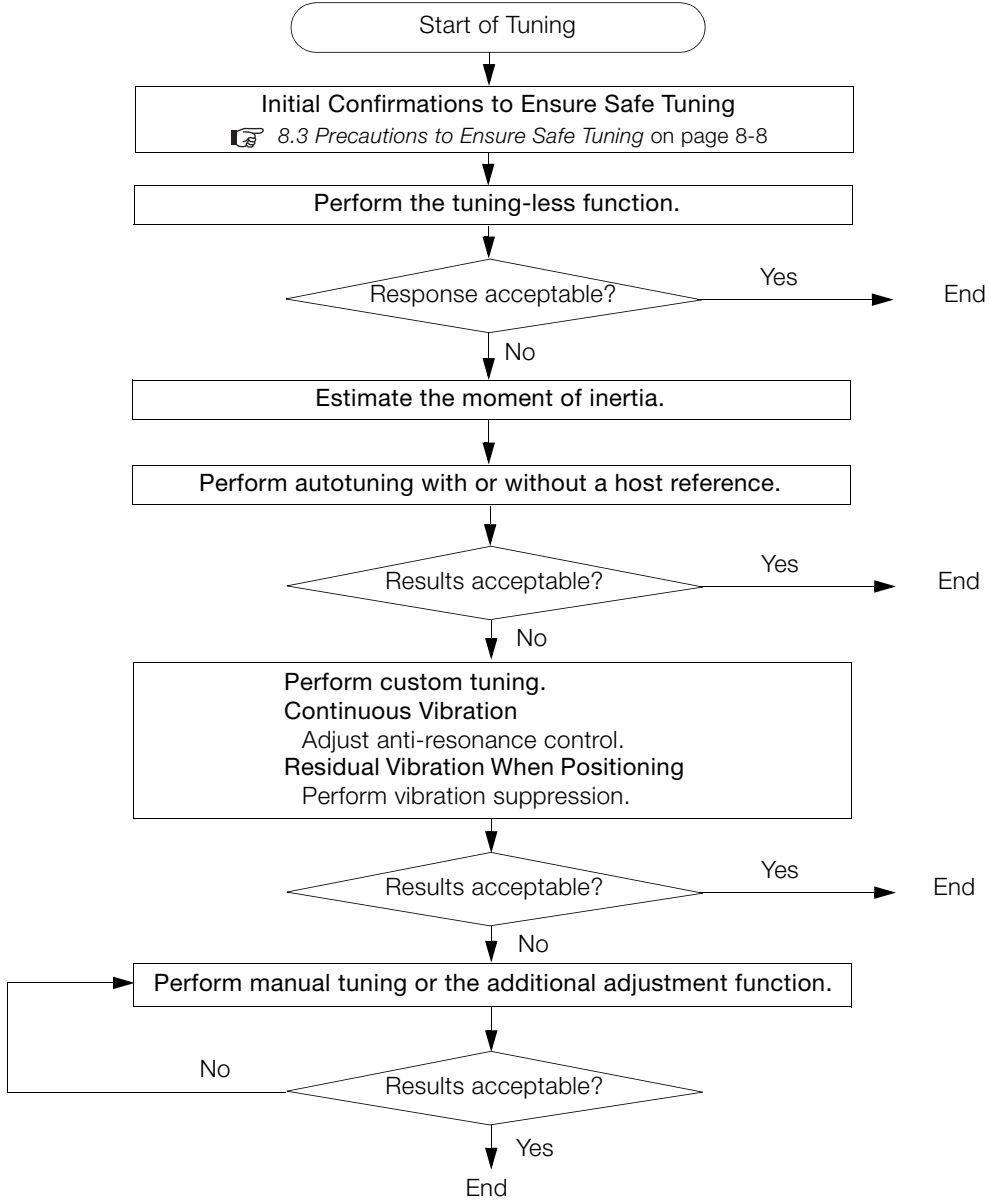 Start of Tuning
Initial Confirmations to Ensure Safe Tuning
8.3 Precautions to Ensure Safe Tuning on page 8-8
Perform the tuning-less function.
Response acceptable?
Yes
End
No
Estimate the moment of inertia.
Perform autotuning with or without a host reference.
Results acceptable?
Yes
End
No
Perform custom tuning.
Continuous Vibration
Adjust anti-resonance control.
Residual Vibration When Positioning
Perform vibration suppression.
Results acceptable?
Yes
End
No
Perform manual tuning or the additional adjustment function.
No
Results acceptable?
Yes
End